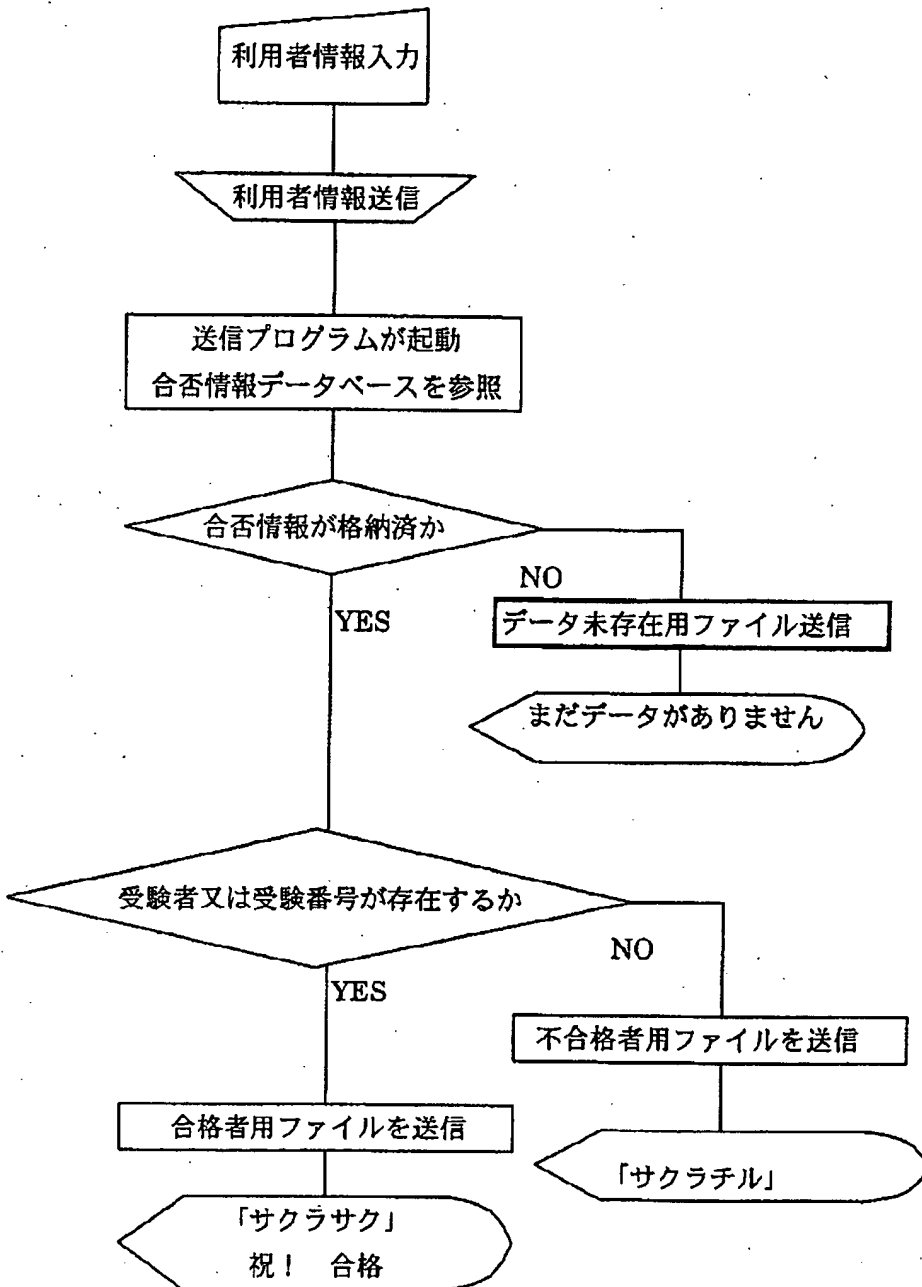 利用者情報入力
利用者情報送信
送信プログラムが起動
合否情報データベースを参照
合否情報が格納済か
NO
YES
データ未存在用ファイル送信
まだデータがありません
受験者又は受験番号が存在するか
NO
YES
不合格者用ファイルを送信
合格者用ファイルを送信
「サクラチル」
「サクラサク」
祝！ 合格